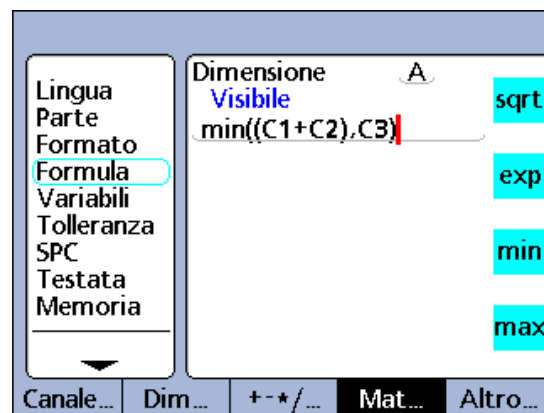 Lingua
Parte
Formato
Formula
Variabili
Tolleranza
SPC
Testata
Memoria
Dimensione A
Visibile
min((C1+C2),C3)
sqrt
exp
min
max
Canale... Dim... +-*/... Mat... Altro...